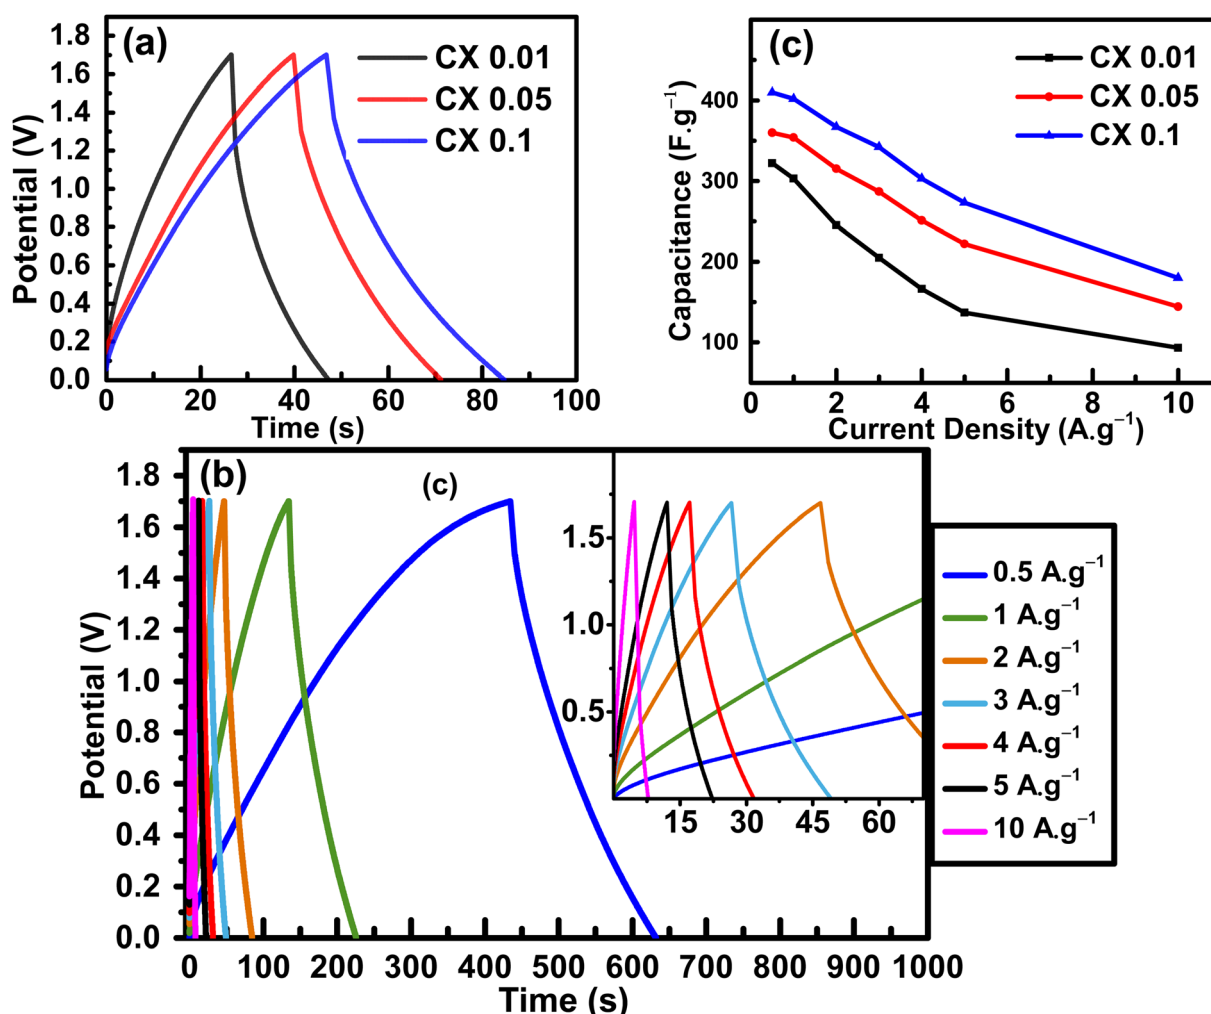 (a)
CX 0.01
CX 0.05
CX 0.1
1.8
1.6
1.4
1.2
1.0
0.8
0.6
0.4
0.2
0.0
Potential (V)
0 20 40 60 80 100
Time (s)
(c)
CX 0.01
CX 0.05
CX 0.1
400
300
200
100
Capacitance (F.g⁻¹)
0 2 4 6 8 10
Current Density (A.g⁻¹)
(b)
(c)
1.8
1.6
1.4
1.2
1.0
0.8
0.6
0.4
0.2
0.0
Potential (V)
0 100 200 300 400 500 600 700 800 900 1000
Time (s)
1.5
1.0
0.5
15 30 45 60
0.5 A.g⁻¹
1 A.g⁻¹
2 A.g⁻¹
3 A.g⁻¹
4 A.g⁻¹
5 A.g⁻¹
10 A.g⁻¹